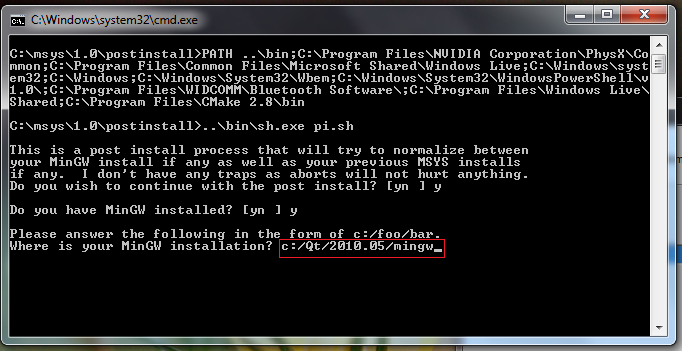 C:\Windows\system32\cmd.exe
C:\msys\1.0\postinstall>PATH ..\bin;C:\Program Files\NVIDIA Corporation\PhysX\Co
mmon;C:\Program Files\Common Files\Microsoft Shared\Windows Live;C:\Windows\syst
em32;C:\Windows;C:\Windows\System32\Wbem;C:\Windows\System32\WindowsPowerShell\v
1.0\;C:\Program Files\WIDCOMM\Bluetooth Software\;C:\Program Files\Windows Live\
Shared;C:\Program Files\CMake 2.8\bin
C:\msys\1.0\postinstall>..\bin\sh.exe pi.sh
This is a post install process that will try to normalize between
your MinGW install if any as well as your previous MSYS installs
if any.  I don't have any traps as aborts will not hurt anything.
Do you wish to continue with the post install? [yn ] y
Do you have MinGW installed? [yn ] y
Please answer the following in the form of c:/foo/bar.
Where is your MinGW installation? c:/Qt/2010.05/mingw_